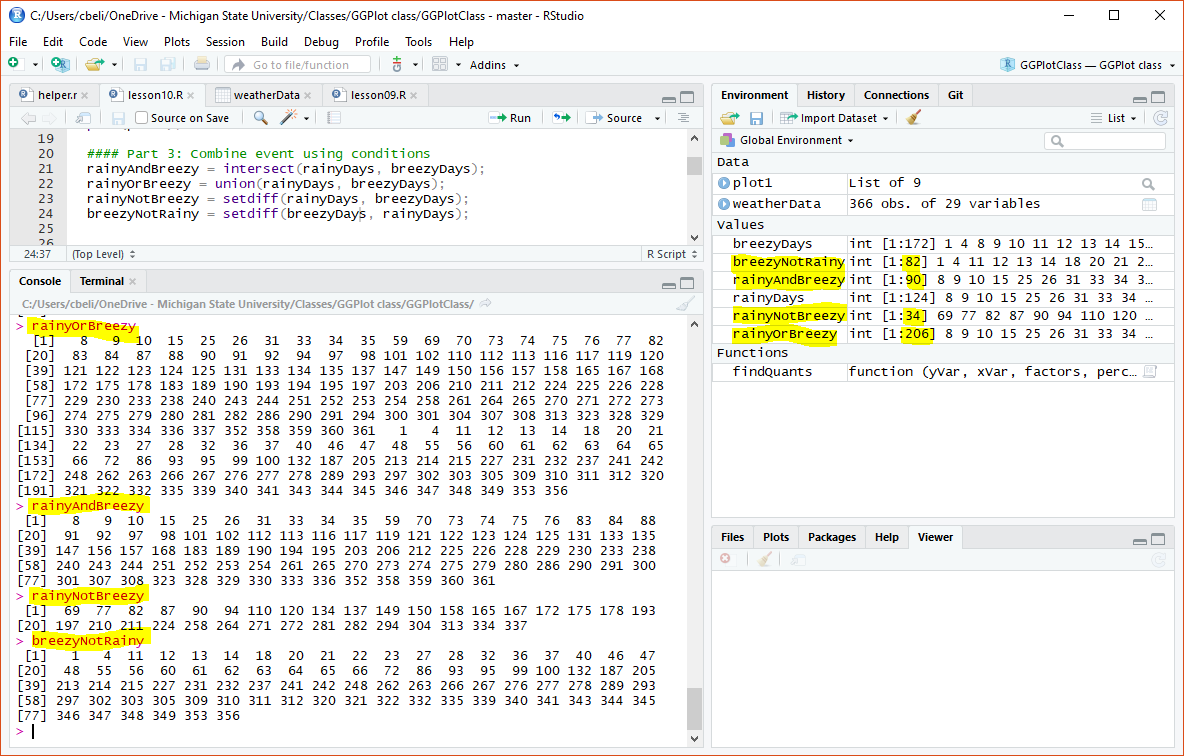 C:/Users/cbeli/OneDrive - Michigan State University/Classes/GGPlot class/GGPlotClass - master - RStudio
File Edit Code View Plots Session Build Debug Profile Tools Help
Go to file/function Addins GGPlotClass — GGPlot class
helper.r lesson10.R weatherData lesson09.R
Source on Save Run Source
19
20 #### Part 3: Combine event using conditions
21 rainyAndBreezy = intersect(rainyDays, breezyDays);
22 rainyOrBreezy = union(rainyDays, breezyDays);
23 rainyNotBreezy = setdiff(rainyDays, breezyDays);
24 breezyNotRainy = setdiff(breezyDays, rainyDays);
25
26
24:37 (Top Level) R Script
Console Terminal
C:/Users/cbeli/OneDrive - Michigan State University/Classes/GGPlot class/GGPlotClass/
> rainyOrBreezy
[1] 8 9 10 15 25 26 31 33 34 35 59 69 70 73 74 75 76 77 82
[20] 83 84 87 88 90 91 92 94 97 98 101 102 110 112 113 116 117 119 120
[39] 121 122 123 124 125 131 133 134 135 137 147 149 150 156 157 158 165 167 168
[58] 172 175 178 183 189 190 193 194 195 197 203 206 210 211 212 224 225 226 228
[77] 229 230 233 238 240 243 244 251 252 253 254 258 261 264 265 270 271 272 273
[96] 274 275 279 280 281 282 286 290 291 294 300 301 304 307 308 313 323 328 329
[115] 330 333 334 336 337 352 358 359 360 361 1 4 11 12 13 14 18 20 21
[134] 22 23 27 28 32 36 37 40 46 47 48 55 56 60 61 62 63 64 65
[153] 66 72 86 93 95 99 100 132 187 205 213 214 215 227 231 232 237 241 242
[172] 248 262 263 266 267 276 277 278 289 293 297 302 303 305 309 310 311 312 320
[191] 321 322 332 335 339 340 341 343 344 345 346 347 348 349 353 356
> rainyAndBreezy
[1] 8 9 10 15 25 26 31 33 34 35 59 70 73 74 75 76 83 84 88
[20] 91 92 97 98 101 102 112 113 116 117 119 121 122 123 124 125 131 133 135
[39] 147 156 157 168 183 189 190 194 195 203 206 212 225 226 228 229 230 233 238
[58] 240 243 244 251 252 253 254 261 265 270 273 274 275 279 280 286 290 291 300
[77] 301 307 308 323 328 329 330 333 336 352 358 359 360 361
> rainyNotBreezy
[1] 69 77 82 87 90 94 110 120 134 137 149 150 158 165 167 172 175 178 193
[20] 197 210 211 224 258 264 271 272 281 282 294 304 313 334 337
> breezyNotRainy
[1] 1 4 11 12 13 14 18 20 21 22 23 27 28 32 36 37 40 46 47
[20] 48 55 56 60 61 62 63 64 65 66 72 86 93 95 99 100 132 187 205
[39] 213 214 215 227 231 232 237 241 242 248 262 263 266 267 276 277 278 289 293
[58] 297 302 303 305 309 310 311 312 320 321 322 332 335 339 340 341 343 344 345
[77] 346 347 348 349 353 356
>
Environment History Connections Git
Import Dataset List
Global Environment
Data
plot1 List of 9
weatherData 366 obs. of 29 variables
Values
breezyDays int [1:172] 1 4 8 9 10 11 12 13 14 15…
breezyNotRainy int [1:82] 1 4 11 12 13 14 18 20 21 2…
rainyAndBreezy int [1:90] 8 9 10 15 25 26 31 33 34 3…
rainyDays int [1:124] 8 9 10 15 25 26 31 33 34 …
rainyNotBreezy int [1:34] 69 77 82 87 90 94 110 120 …
rainyOrBreezy int [1:206] 8 9 10 15 25 26 31 33 34 …
Functions
findQuants function (yVar, xVar, factors, perc…
Files Plots Packages Help Viewer